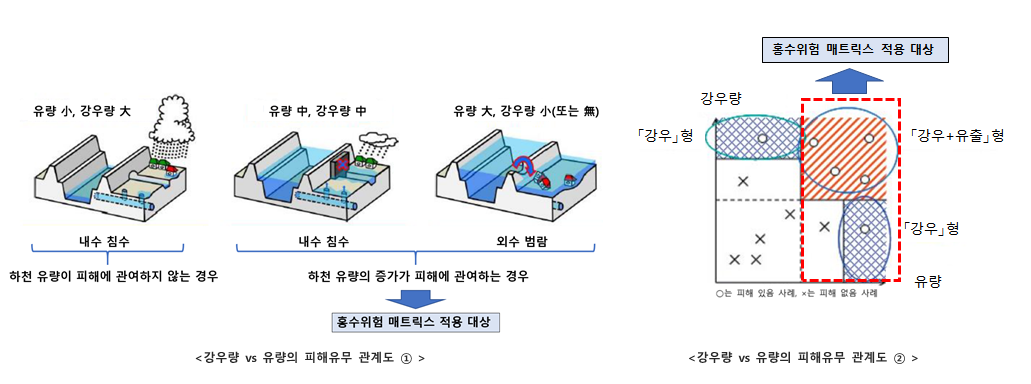 유량 小, 강우량 大
유량 中, 강우량 中
유량 大, 강우량 小(또는 無)
내수 침수
내수 침수
외수 범람
하천 유량이 피해에 관여하지 않는 경우
하천 유량의 증가가 피해에 관여하는 경우
홍수위험 매트릭스 적용 대상
<강우량 vs 유량의 피해유무 관계도 ① >
홍수위험 매트릭스 적용 대상
강우량
「강우」형
「강우+유출」형
「강우」형
유량
○는 피해 있음 사례, ×는 피해 없음 사례
<강우량 vs 유량의 피해유무 관계도 ② >